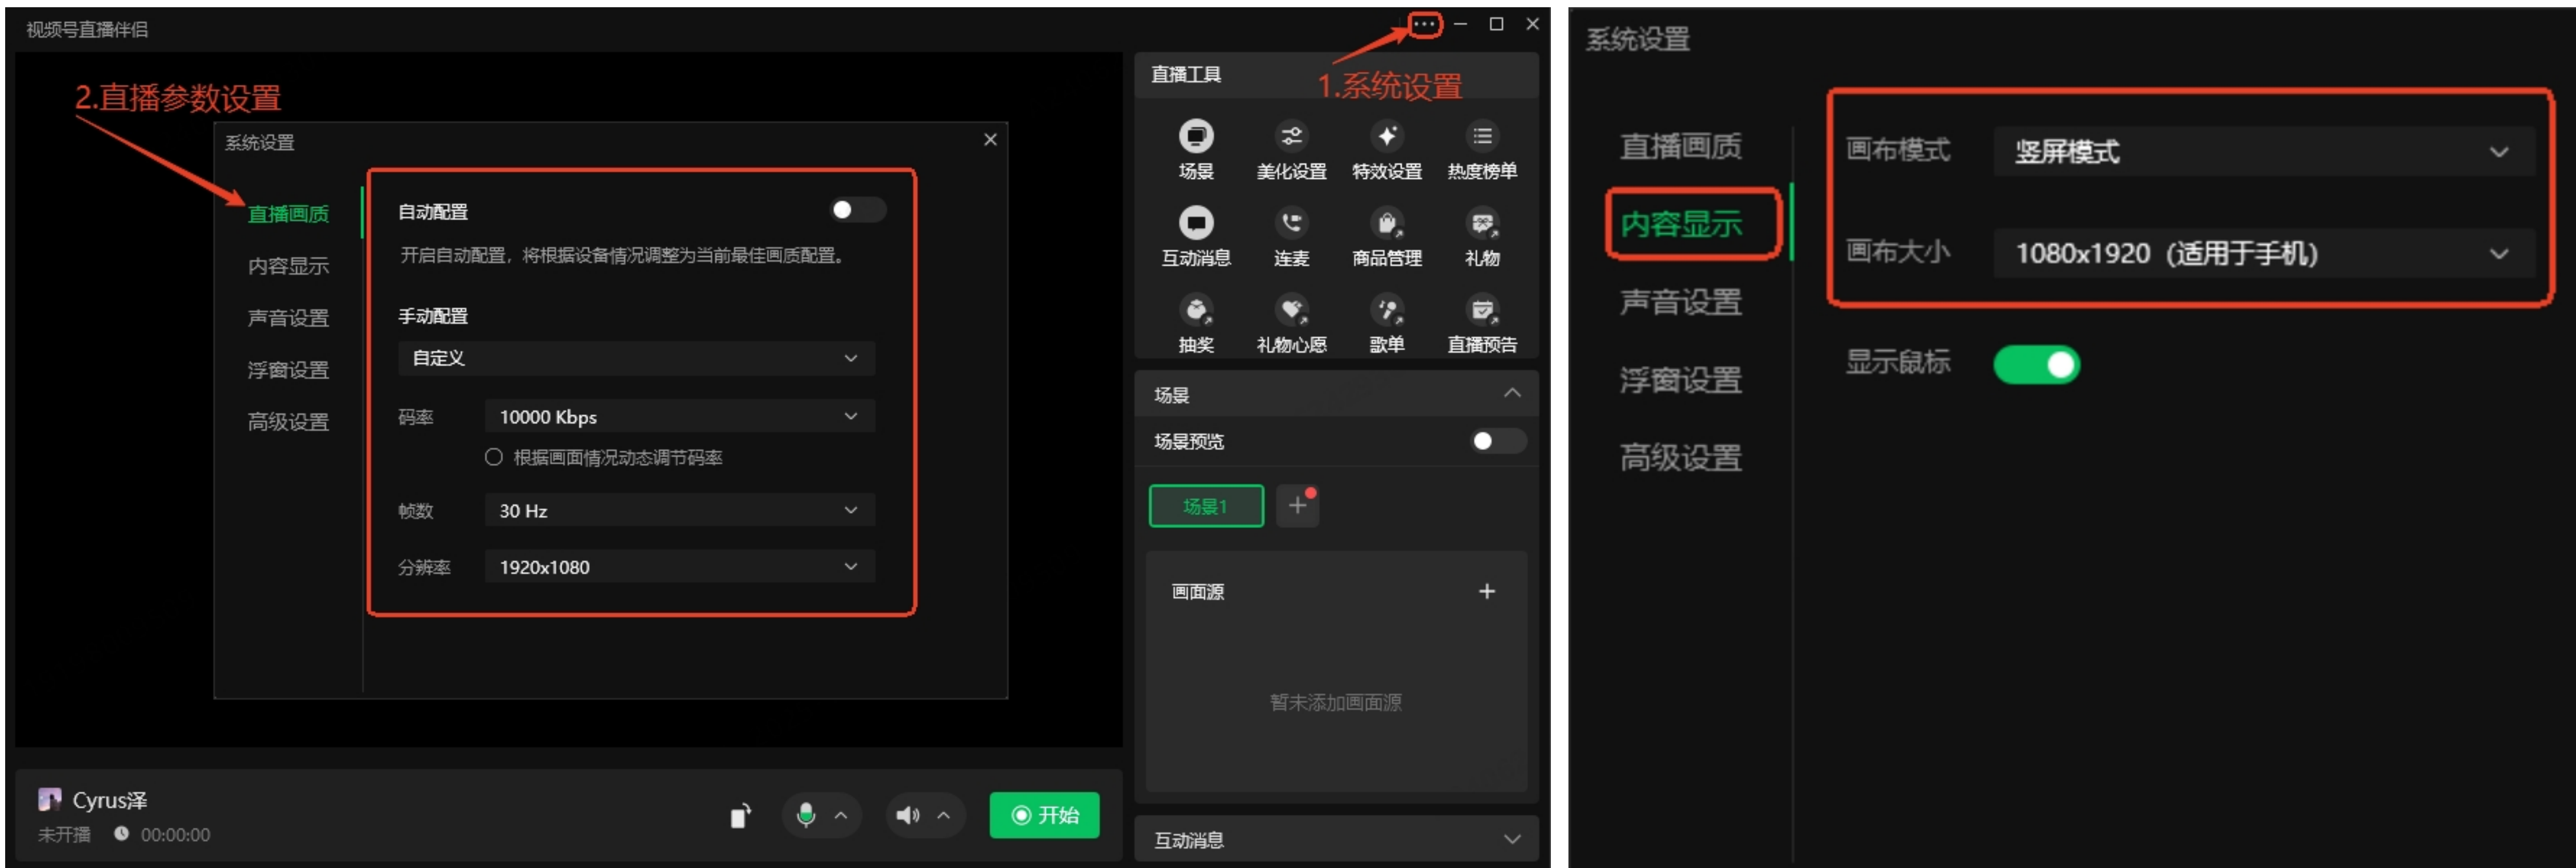 视频号直播伴侣
2.直播参数设置
1.系统设置
系统设置
直播画质
内容显示
声音设置
浮窗设置
高级设置
自动配置
开启自动配置，将根据设备情况调整为当前最佳画质配置。
手动配置
自定义
码率 10000 Kbps
根据画面情况动态调节码率
帧数 30 Hz
分辨率 1920x1080
Cyrus泽
未开播 00:00:00
开始
直播工具
场景 美化设置 特效设置 热度榜单
互动消息 连麦 商品管理 礼物
抽奖 礼物心愿 歌单 直播预告
场景
场景预览
场景1
画面源
暂未添加画面源
互动消息
系统设置
直播画质
内容显示
声音设置
浮窗设置
高级设置
画布模式 竖屏模式
画布大小 1080x1920 (适用于手机)
显示鼠标